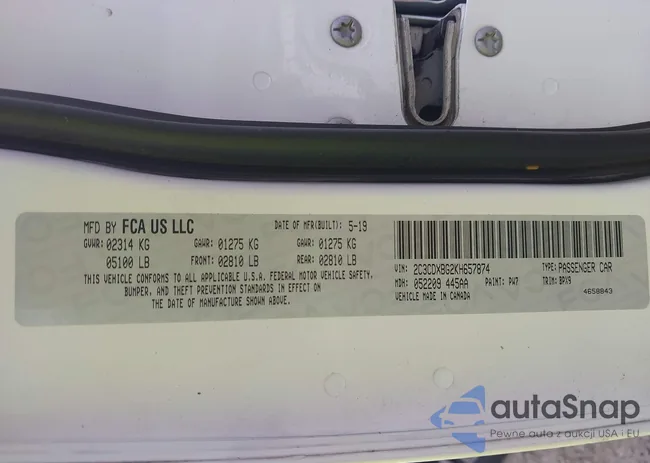 MFD BY FCA US LLC DATE OF MFR(BUILT): 5-19
GVWR: 02314 KG GAWR: 01275 KG GAWR: 01275 KG
05100 LB FRONT: 02810 LB REAR: 02810 LB
THIS VEHICLE CONFORMS TO ALL APPLICABLE U.S.A. FEDERAL MOTOR VEHICLE SAFETY,
BUMPER, AND THEFT PREVENTION STANDARDS IN EFFECT ON
THE DATE OF MANUFACTURE SHOWN ABOVE.
VIN: 2C3CDXBG2KH657874 TYPE: PASSENGER CAR
MDH: 052209 445AA PAINT: PW7 TRIM: BPX9
VEHICLE MADE IN CANADA 4658843
autaSnap
Pewne auta z aukcji USA i EU